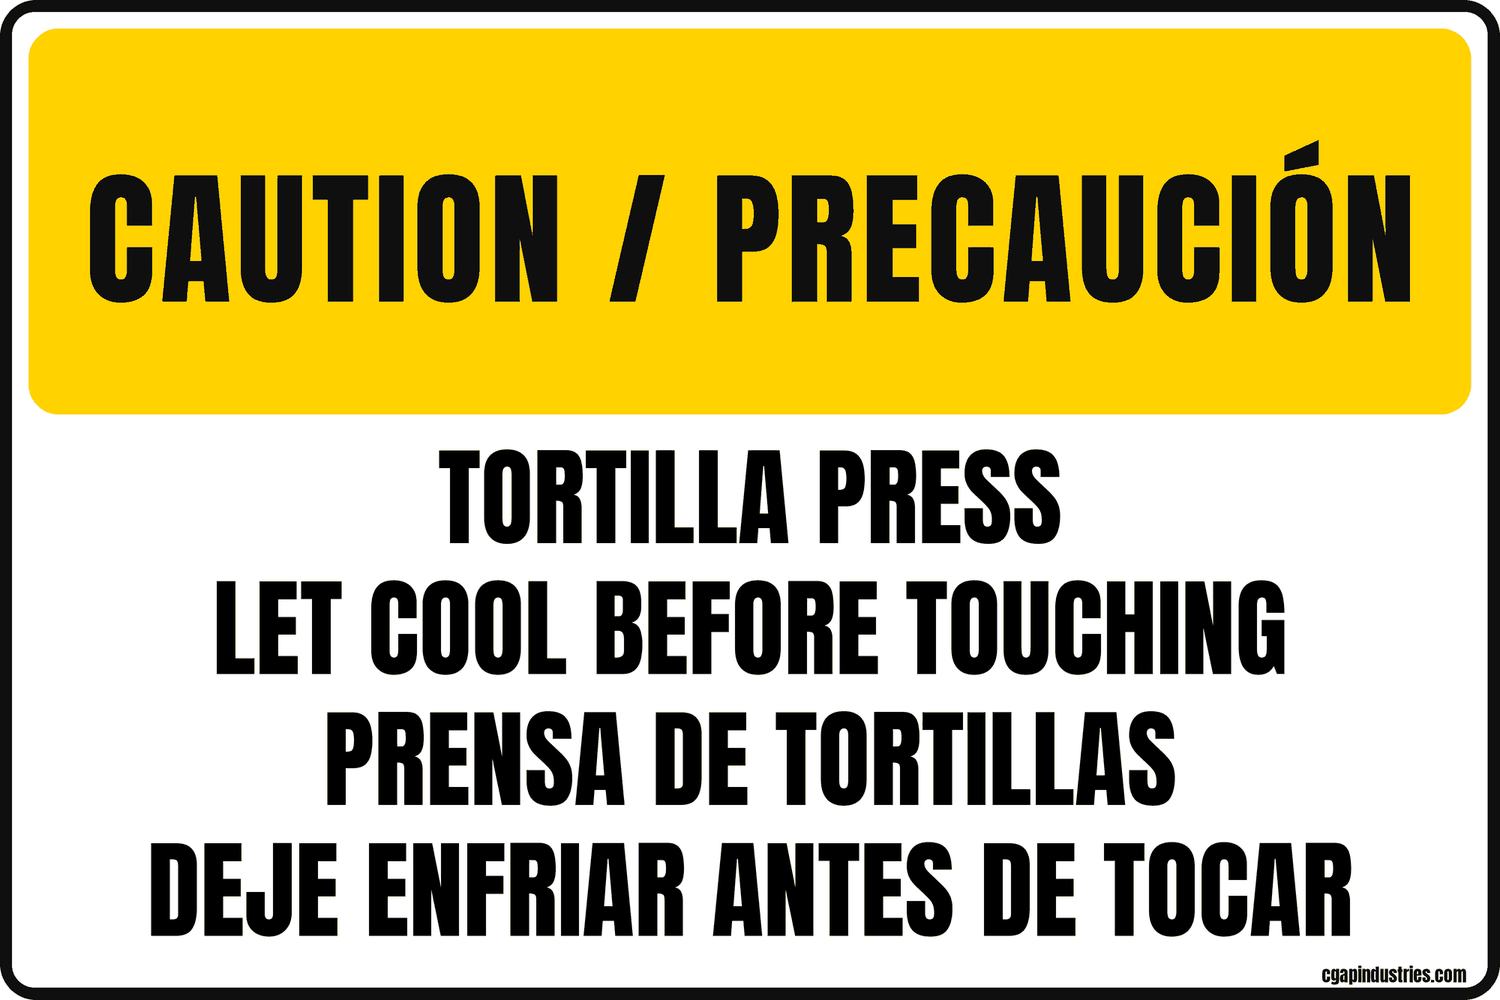 CAUTION / PRECAUCIÓN
TORTILLA PRESS
LET COOL BEFORE TOUCHING
PRENSA DE TORTILLAS
DEJE ENFRIAR ANTES DE TOCAR
cgapindustries.com